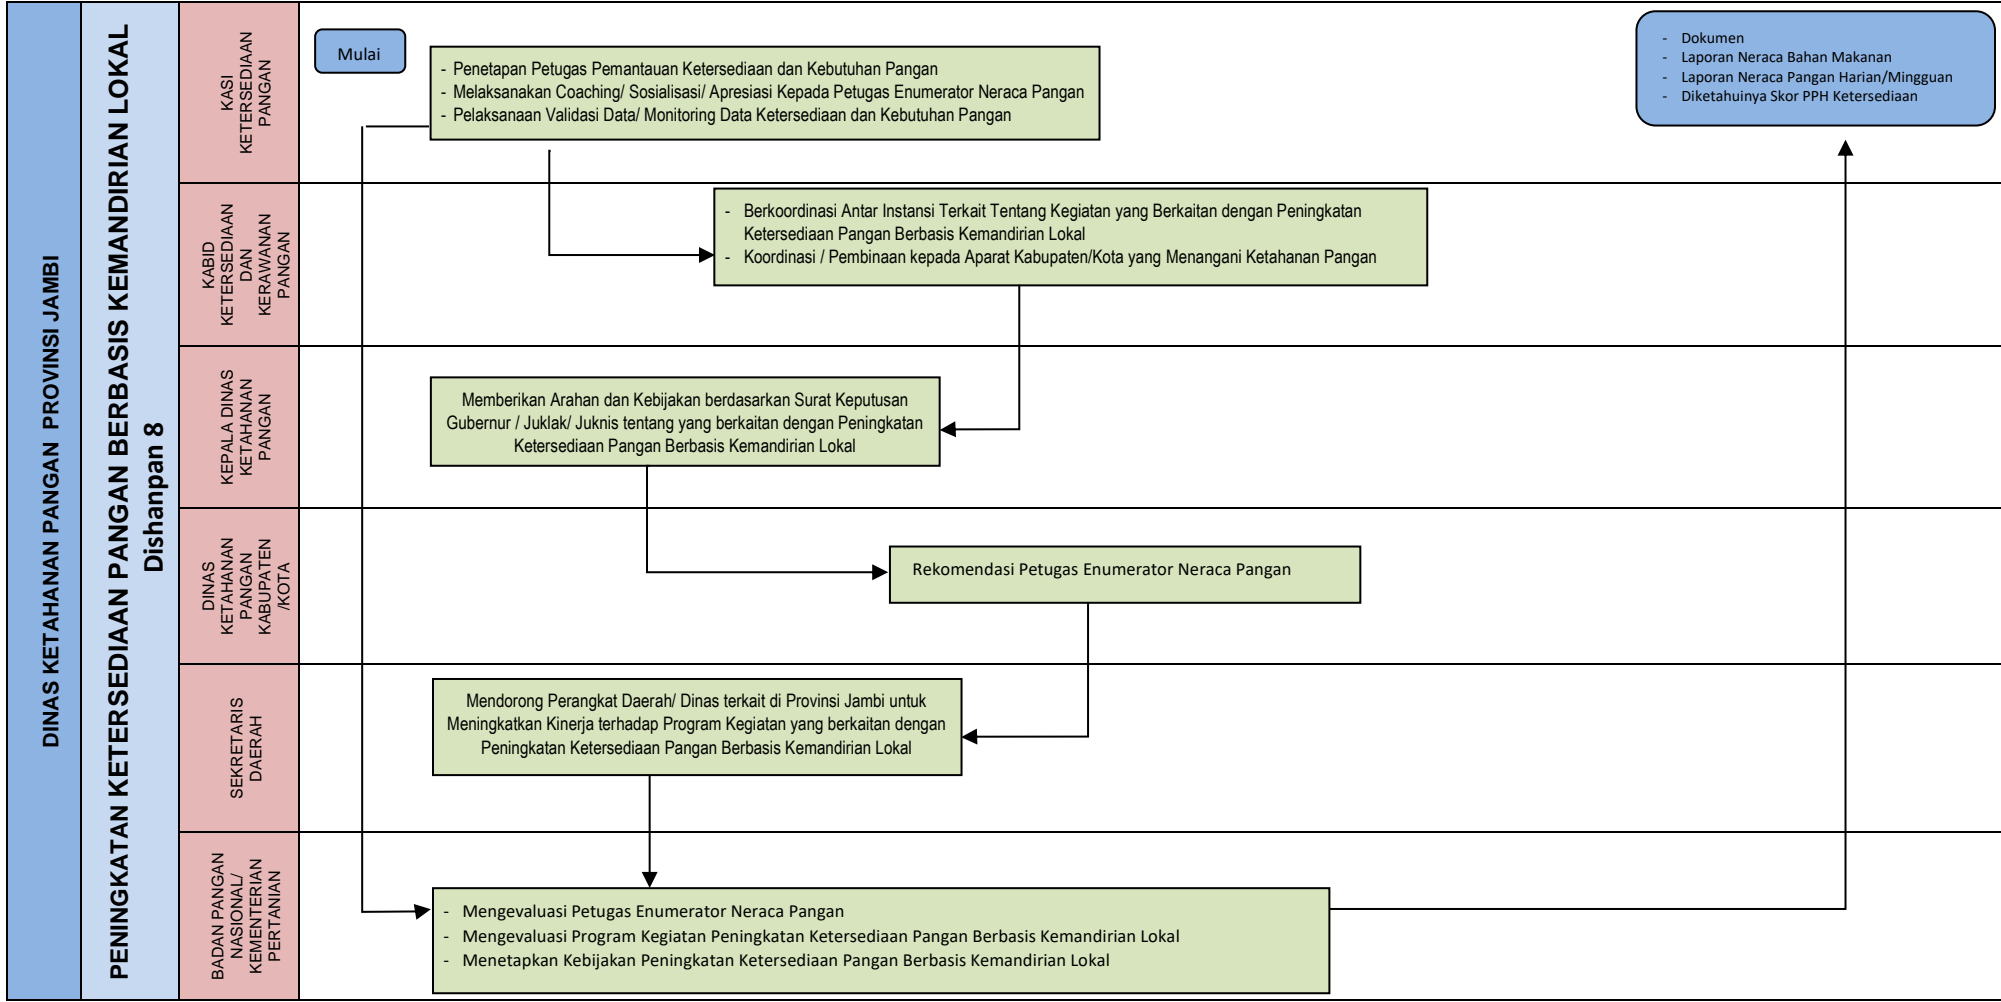 DINAS KETAHANAN PANGAN PROVINSI JAMBI
PENINGKATAN KETERSEDIAAN PANGAN BERBASIS KEMANDIRIAN LOKAL
Dishanpan 8
KASI
KETERSEDIAAN
PANGAN
Mulai
- Penetapan Petugas Pemantauan Ketersediaan dan Kebutuhan Pangan
- Melaksanakan Coaching/ Sosialisasi/ Apresiasi Kepada Petugas Enumerator Neraca Pangan
- Pelaksanaan Validasi Data/ Monitoring Data Ketersediaan dan Kebutuhan Pangan
- Dokumen
- Laporan Neraca Bahan Makanan
- Laporan Neraca Pangan Harian/Mingguan
- Diketahuinya Skor PPH Ketersediaan
KABID
KETERSEDIAAN
DAN
KERAWANAN
PANGAN
- Berkoordinasi Antar Instansi Terkait Tentang Kegiatan yang Berkaitan dengan Peningkatan
Ketersediaan Pangan Berbasis Kemandirian Lokal
- Koordinasi / Pembinaan kepada Aparat Kabupaten/Kota yang Menangani Ketahanan Pangan
KEPALA DINAS
KETAHANAN
PANGAN
Memberikan Arahan dan Kebijakan berdasarkan Surat Keputusan
Gubernur / Juklak/ Juknis tentang yang berkaitan dengan Peningkatan
Ketersediaan Pangan Berbasis Kemandirian Lokal
DINAS
KETAHANAN
PANGAN
KABUPATEN
/KOTA
Rekomendasi Petugas Enumerator Neraca Pangan
SEKRETARIS
DAERAH
Mendorong Perangkat Daerah/ Dinas terkait di Provinsi Jambi untuk
Meningkatkan Kinerja terhadap Program Kegiatan yang berkaitan dengan
Peningkatan Ketersediaan Pangan Berbasis Kemandirian Lokal
BADAN PANGAN
NASIONAL/
KEMENTERIAN
PERTANIAN
- Mengevaluasi Petugas Enumerator Neraca Pangan
- Mengevaluasi Program Kegiatan Peningkatan Ketersediaan Pangan Berbasis Kemandirian Lokal
- Menetapkan Kebijakan Peningkatan Ketersediaan Pangan Berbasis Kemandirian Lokal